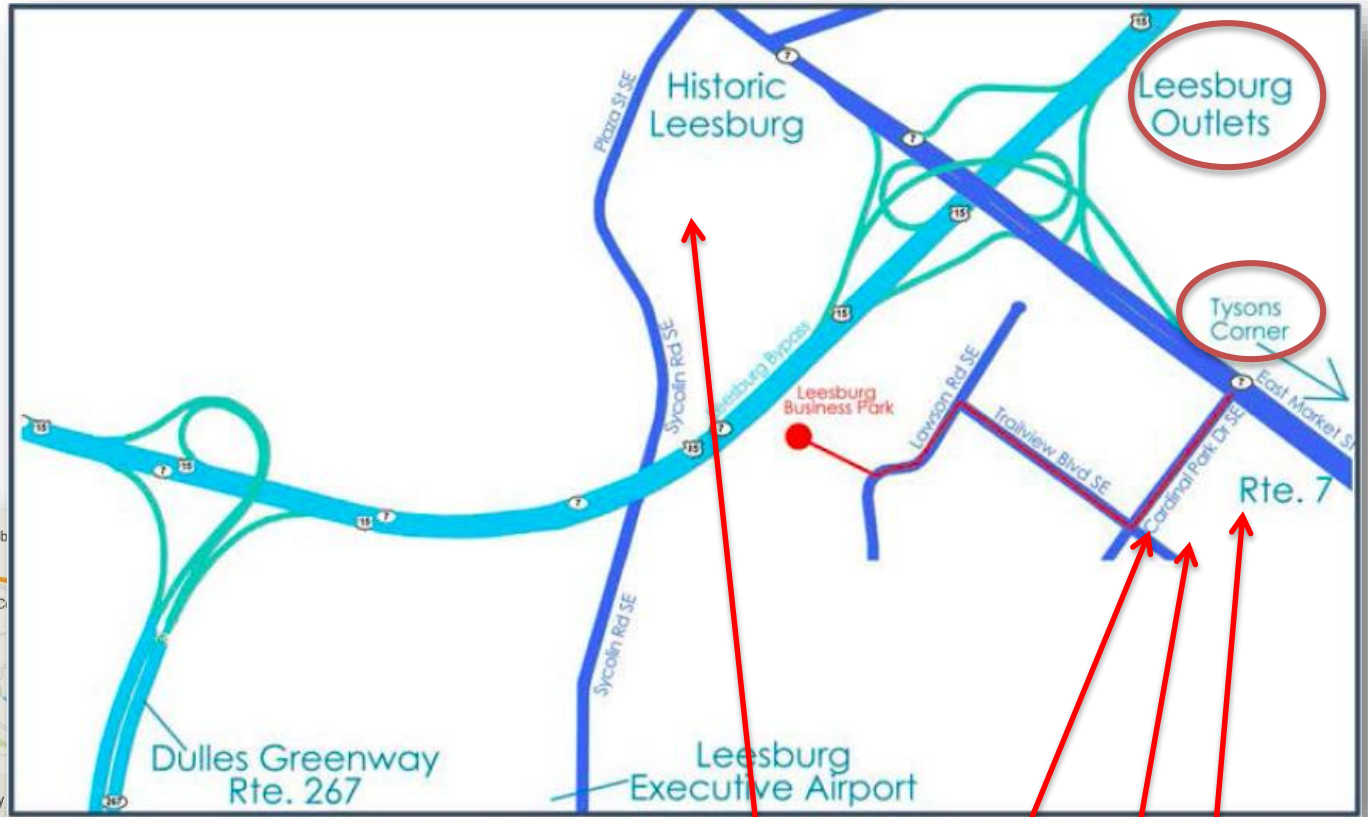 15
Leesburg
Outlets
Historic
Leesburg
7
Plaza St SE
7
15
15
Tysons
Corner
Sycolin Rd SE
Leesburg Bypass
7
East Market St
Leesburg
Business Park
Lawson Rd SE
Trailview Blvd SE
Cardinal Park Dr SE
15
7
15
7
15
15
7
7
Rte. 7
Sycolin Rd SE
Dulles Greenway
Rte. 267
267
Leesburg
Executive Airport